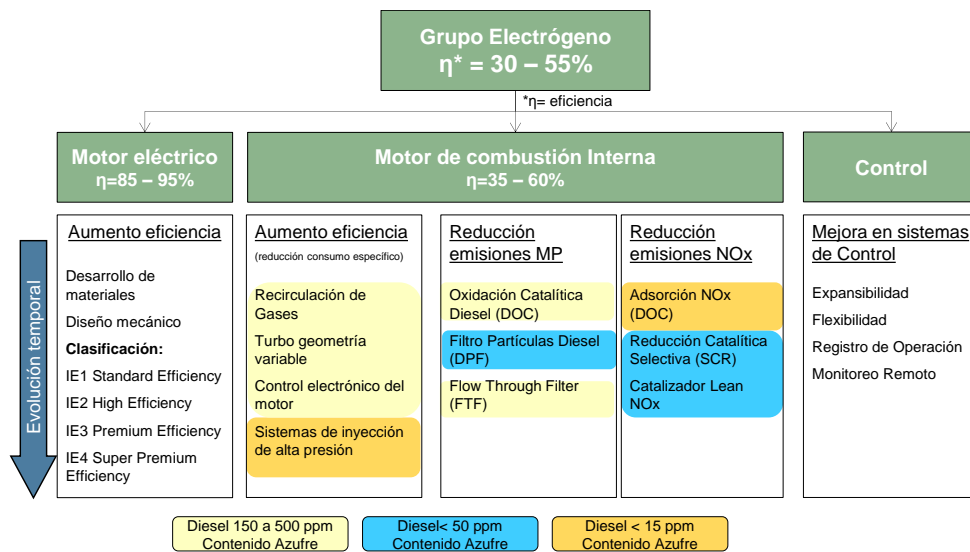 Grupo Electrógeno
η* = 30 – 55%
*η= eficiencia
Motor eléctrico
η=85 – 95%
Motor de combustión Interna
η=35 – 60%
Control
Evolución temporal
Aumento eficiencia
Desarrollo de
materiales
Diseño mecánico
Clasificación:
IE1 Standard Efficiency
IE2 High Efficiency
IE3 Premium Efficiency
IE4 Super Premium
Efficiency
Aumento eficiencia
(reducción consumo específico)
Recirculación de
Gases
Turbo geometría
variable
Control electrónico del
motor
Sistemas de inyección
de alta presión
Reducción
emisiones MP
Oxidación Catalítica
Diesel (DOC)
Filtro Partículas Diesel
(DPF)
Flow Through Filter
(FTF)
Reducción
emisiones NOx
Adsorción NOx
(DOC)
Reducción Catalítica
Selectiva (SCR)
Catalizador Lean
NOx
Mejora en sistemas
de Control
Expansibilidad
Flexibilidad
Registro de Operación
Monitoreo Remoto
Diesel 150 a 500 ppm
Contenido Azufre
Diesel< 50 ppm
Contenido Azufre
Diesel < 15 ppm
Contenido Azufre